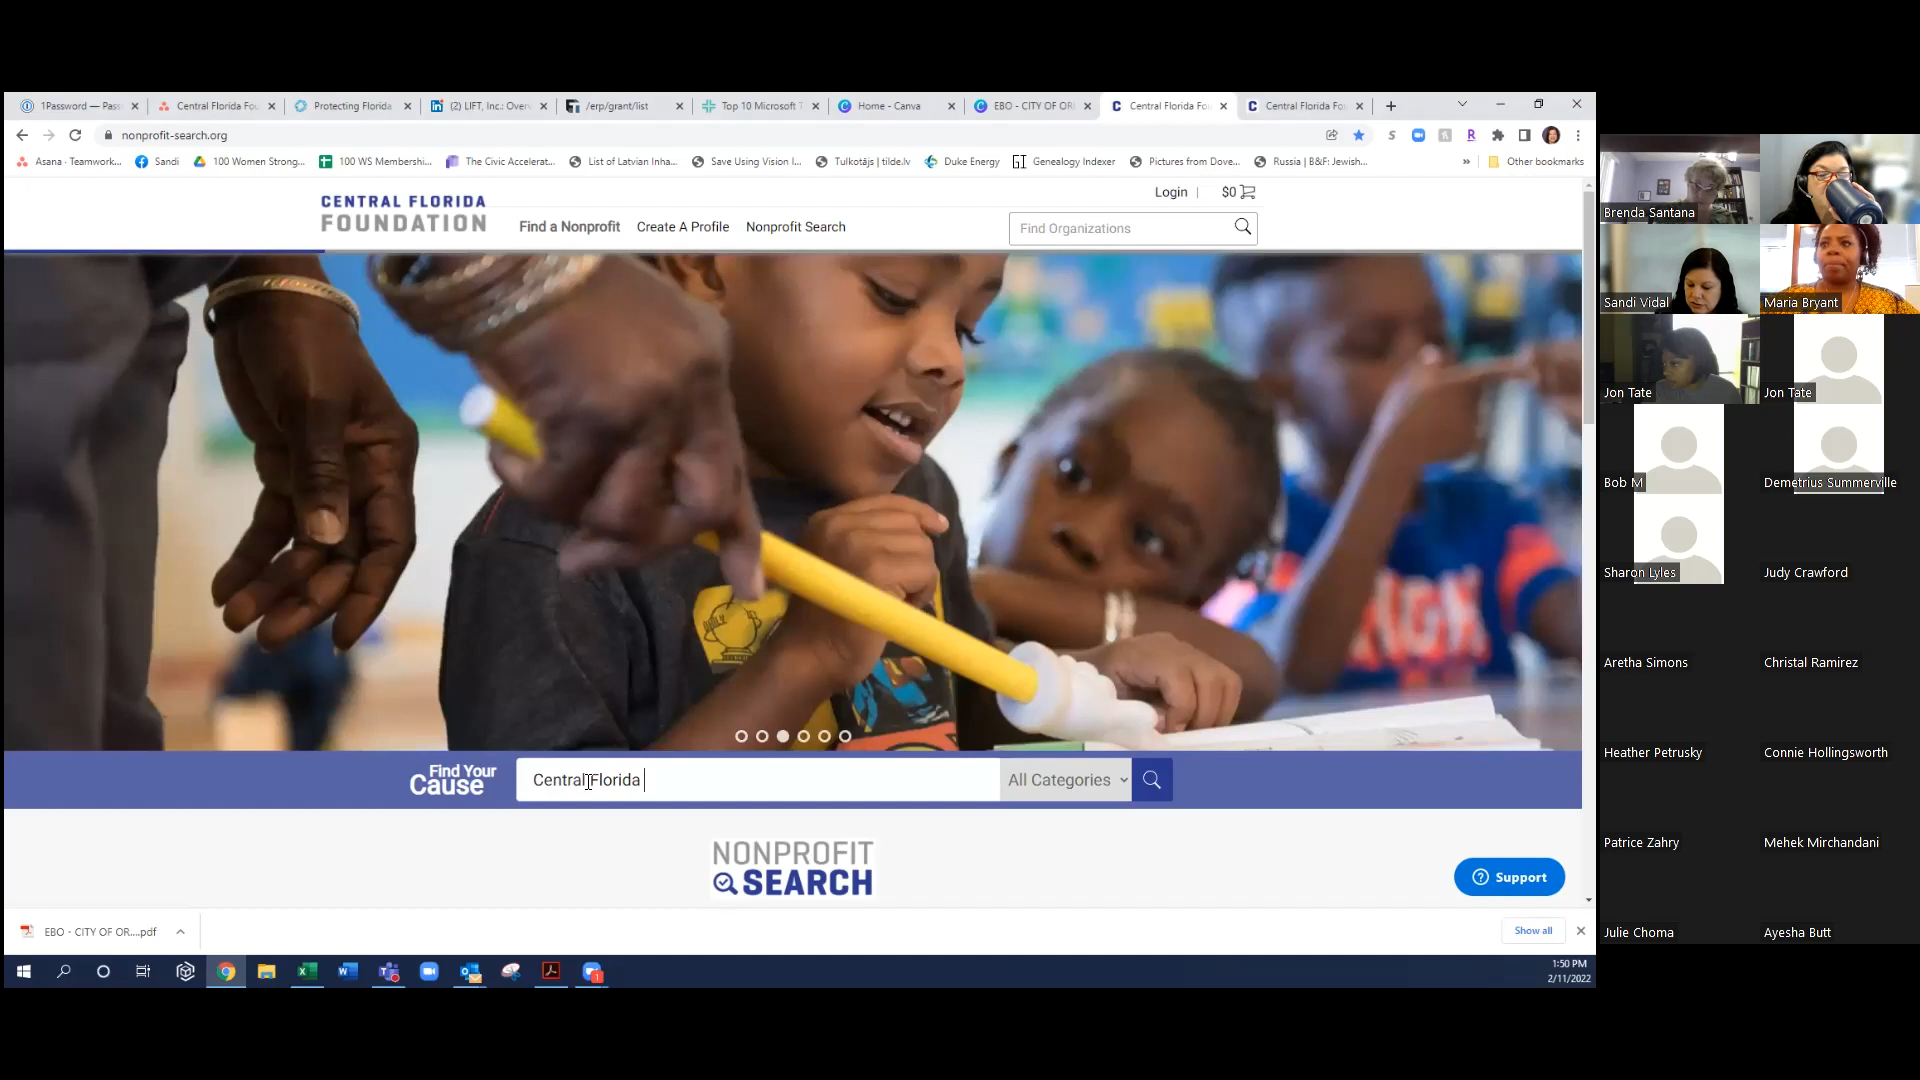 1Password — Pass
Central Florida Fou
Protecting Florida
(2) LIFT, Inc.: Overv
/erp/grant/list
Top 10 Microsoft T
Home - Canva
EBO - CITY OF ORL
Central Florida Fou
Central Florida Fou
nonprofit-search.org
Asana - Teamwork...
Sandi
100 Women Strong...
100 WS Membershi...
The Civic Accelerat...
List of Latvian Inha...
Save Using Vision I...
Tulkotājs | tilde.lv
Duke Energy
Genealogy Indexer
Pictures from Dove...
Russia | B&F: Jewish...
Other bookmarks
CENTRAL FLORIDA
FOUNDATION
Find a Nonprofit
Create A Profile
Nonprofit Search
Login
$0
Find Organizations
Find Your
Cause
Central Florida
All Categories
NONPROFIT
SEARCH
Support
EBO - CITY OF OR....pdf
Show all
1:50 PM
2/11/2022
Brenda Santana
Sandi Vidal
Maria Bryant
Jon Tate
Jon Tate
Bob M
Demetrius Summerville
Sharon Lyles
Judy Crawford
Aretha Simons
Christal Ramirez
Heather Petrusky
Connie Hollingsworth
Patrice Zahry
Mehek Mirchandani
Julie Choma
Ayesha Butt